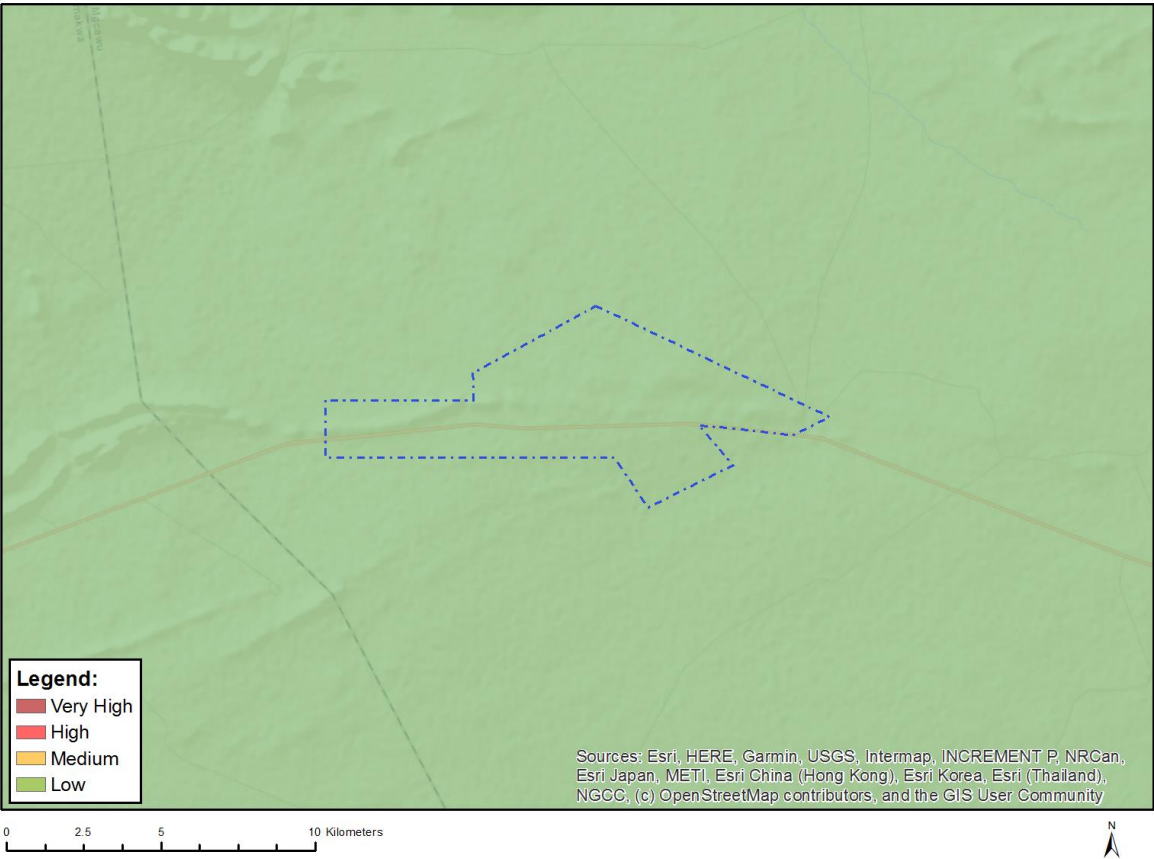 Legend:
Very High
High
Medium
Low
Sources: Esri, HERE, Garmin, USGS, Intermap, INCREMENT P, NRCan,
Esri Japan, METI, Esri China (Hong Kong), Esri Korea, Esri (Thailand),
NGCC, (c) OpenStreetMap contributors, and the GIS User Community
0 2.5 5 10 Kilometers
N